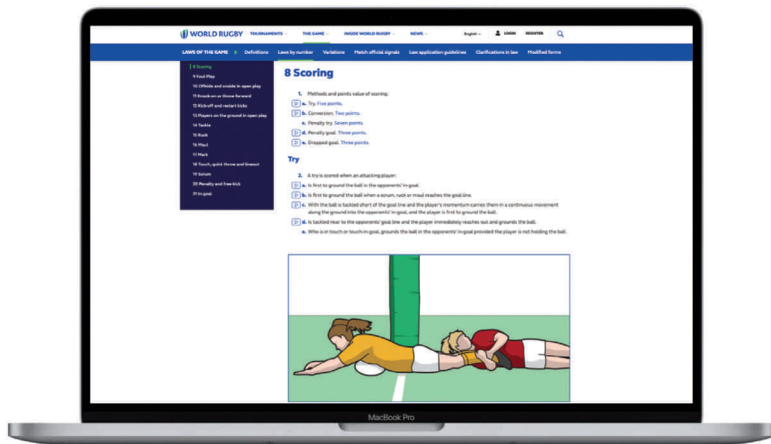 WORLD RUGBY TOURNAMENTS THE GAME INSIDE WORLD RUGBY NEWS English LOGIN REGISTER
LAWS OF THE GAME Definitions Laws by number Variations Match official signals Law application guidelines Clarifications in law Modified forms
8 Scoring
9 Foul Play
10 Offside and onside in open play
11 Knock-on or throw forward
12 Kick-off and restart kicks
13 Players on the ground in open play
14 Tackle
15 Ruck
16 Maul
17 Mark
18 Touch, quick throw and lineout
19 Scrum
20 Penalty and free-kick
21 In-goal
8 Scoring
1. Methods and points value of scoring:
a. Try. Five points.
b. Conversion. Two points.
c. Penalty try. Seven points.
d. Penalty goal. Three points.
e. Dropped goal. Three points.
Try
2. A try is scored when an attacking player:
a. Is first to ground the ball in the opponents' in-goal.
b. Is first to ground the ball when a scrum, ruck or maul reaches the goal line.
c. With the ball is tackled short of the goal line and the player's momentum carries them in a continuous movement
along the ground into the opponents' in-goal, and the player is first to ground the ball.
d. Is tackled near to the opponents' goal line and the player immediately reaches out and grounds the ball.
e. Who is in touch or touch-in-goal, grounds the ball in the opponents' in-goal provided the player is not holding the ball.
MacBook Pro